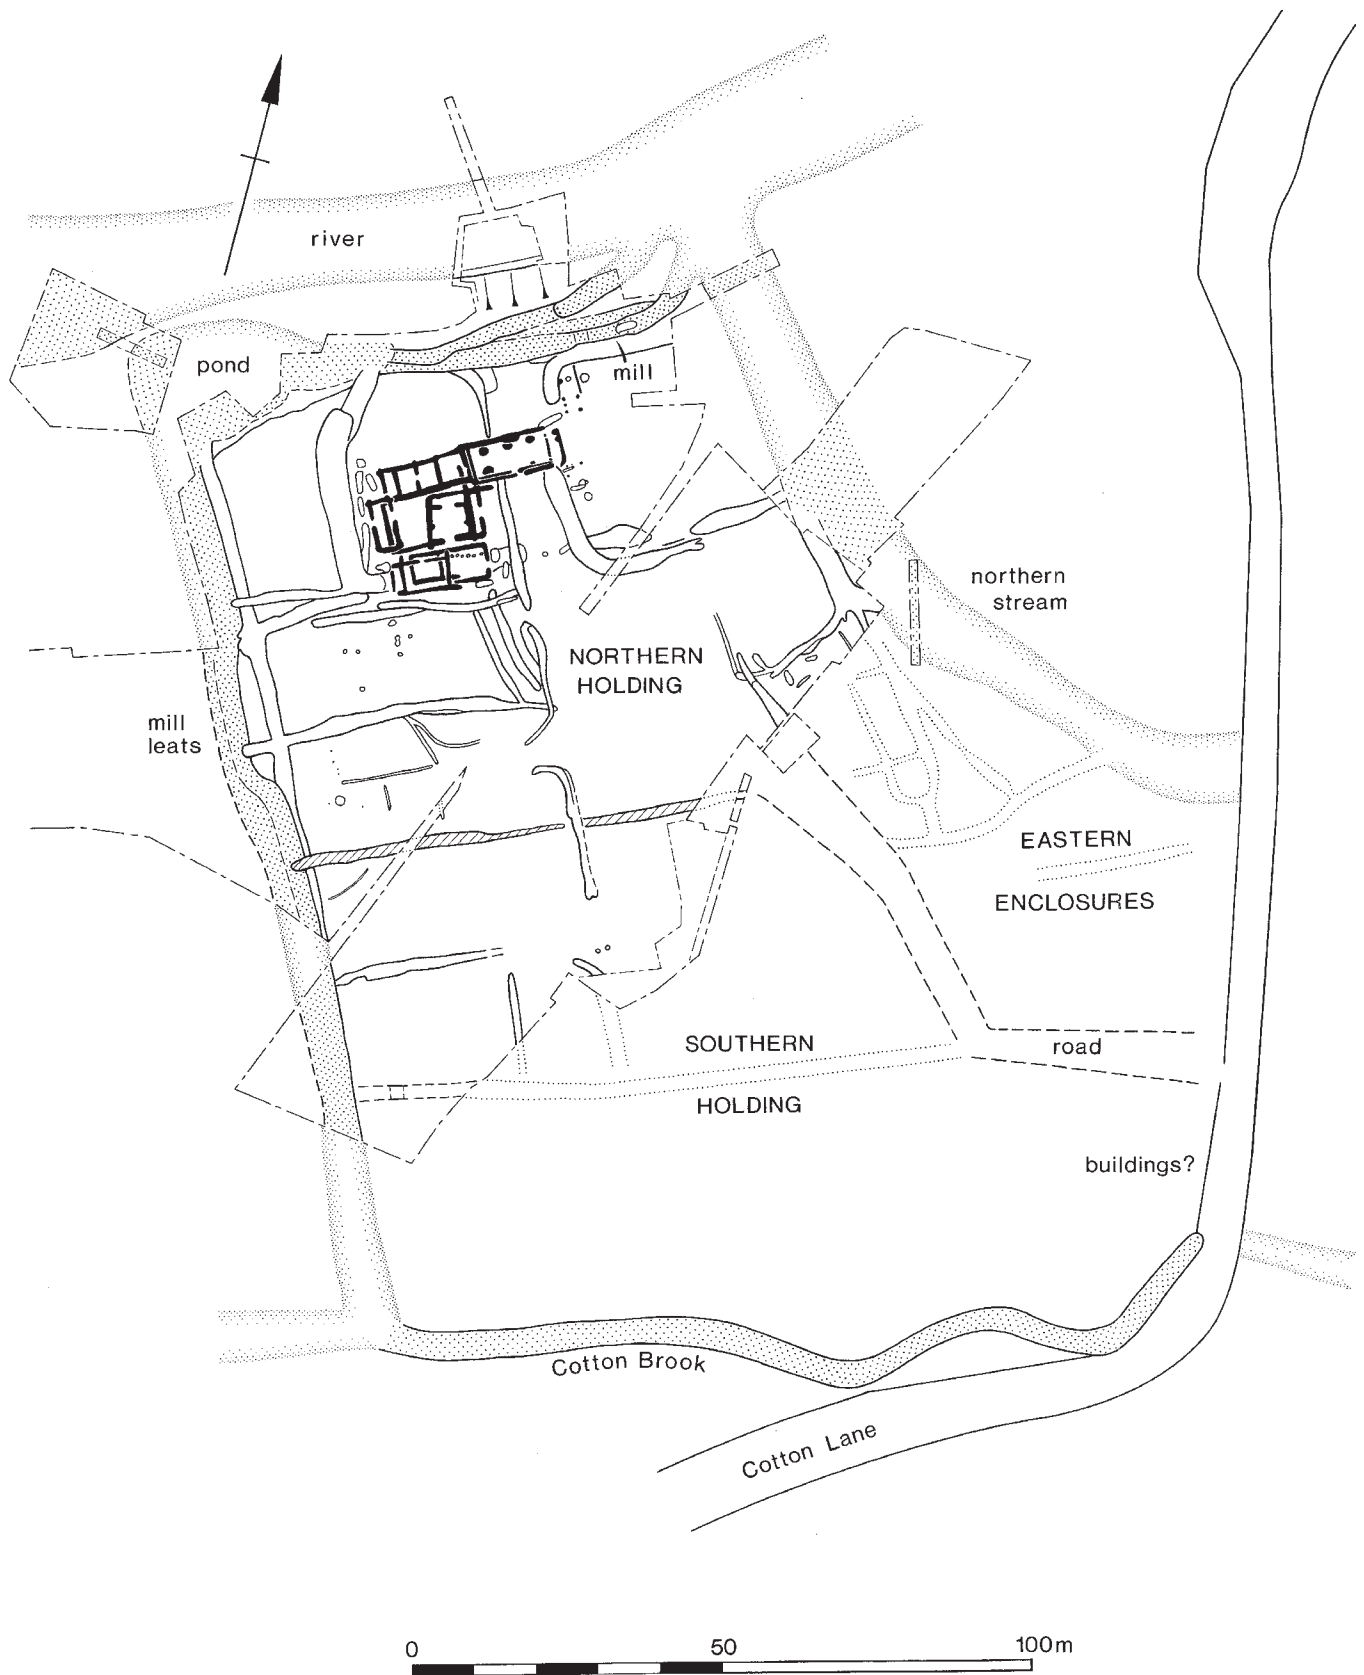 river
pond
mill
northern
stream
NORTHERN
HOLDING
mill
leats
EASTERN
ENCLOSURES
SOUTHERN
road
HOLDING
buildings?
Cotton Brook
Cotton Lane
0 50 100m